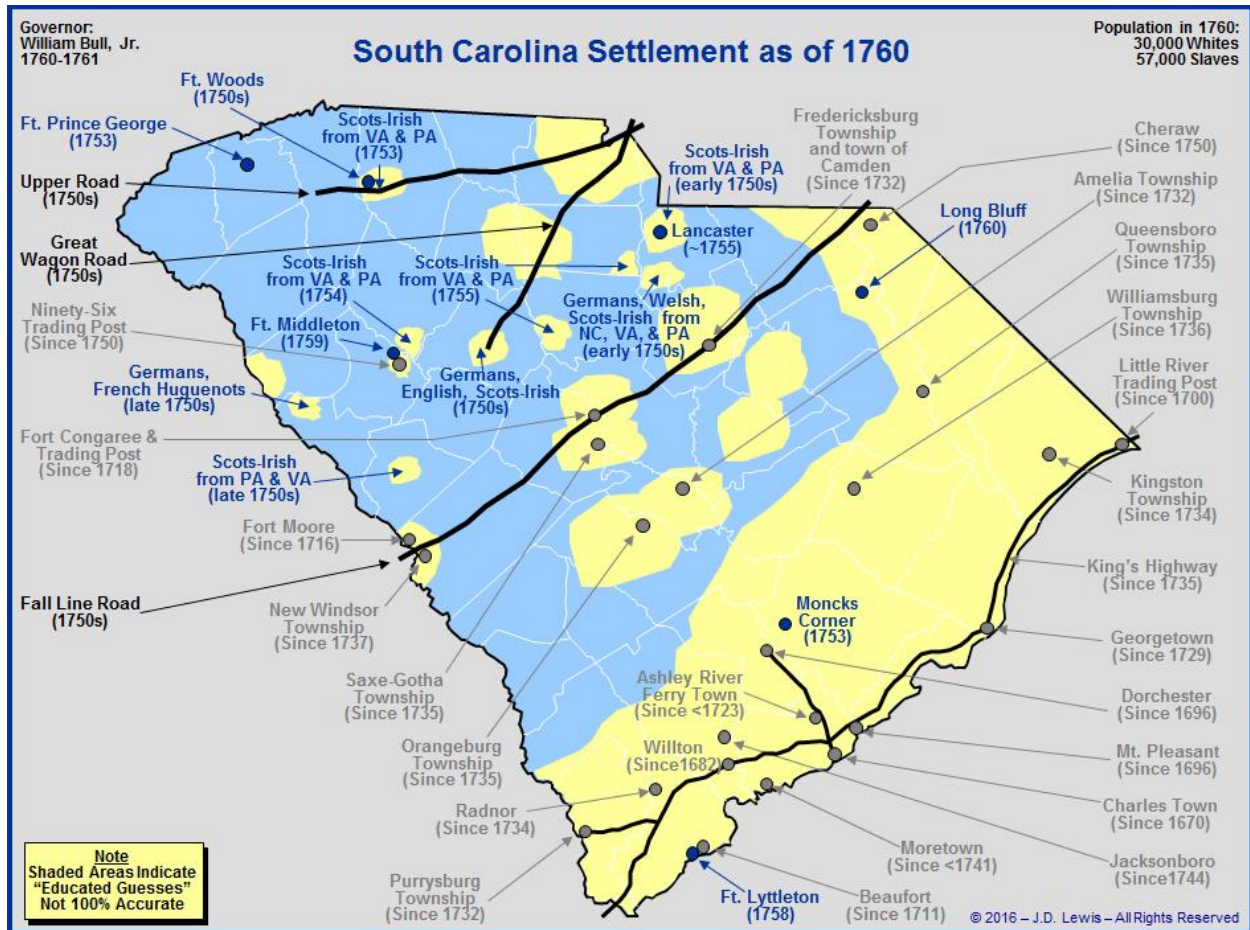 Governor:
William Bull, Jr.
1760-1761
South Carolina Settlement as of 1760
Population in 1760:
30,000 Whites
57,000 Slaves
Ft. Woods
(1750s)
Ft. Prince George
(1753)
Scots-Irish
from VA & PA
(1753)
Upper Road
(1750s)
Great
Wagon Road
(1750s)
Scots-Irish
from VA & PA
(early 1750s)
Fredericksburg
Township
and town of
Camden
(Since 1732)
Cheraw
(Since 1750)
Amelia Township
(Since 1732)
Lancaster
(~1755)
Long Bluff
(1760)
Queensboro
Township
(Since 1735)
Scots-Irish
from VA & PA
(1754)
Scots-Irish
from VA & PA
(1755)
Germans, Welsh,
Scots-Irish from
NC, VA, & PA
(early 1750s)
Williamsburg
Township
(Since 1736)
Ninety-Six
Trading Post
(Since 1750)
Ft. Middleton
(1759)
Germans,
French Huguenots
(late 1750s)
Germans,
English, Scots-Irish
(1750s)
Little River
Trading Post
(Since 1700)
Fort Congaree &
Trading Post
(Since 1718)
Scots-Irish
from PA & VA
(late 1750s)
Kingston
Township
(Since 1734)
Fort Moore
(Since 1716)
King's Highway
(Since 1735)
Fall Line Road
(1750s)
New Windsor
Township
(Since 1737)
Moncks
Corner
(1753)
Georgetown
(Since 1729)
Saxe-Gotha
Township
(Since 1735)
Ashley River
Ferry Town
(Since <1723)
Dorchester
(Since 1696)
Orangeburg
Township
(Since 1735)
Willton
(Since1682)
Mt. Pleasant
(Since 1696)
Radnor
(Since 1734)
Charles Town
(Since 1670)
Moretown
(Since <1741)
Jacksonboro
(Since1744)
Purrysburg
Township
(Since 1732)
Ft. Lyttleton
(1758)
Beaufort
(Since 1711)
Note
Shaded Areas Indicate
“Educated Guesses”
Not 100% Accurate
© 2016 – J.D. Lewis – All Rights Reserved